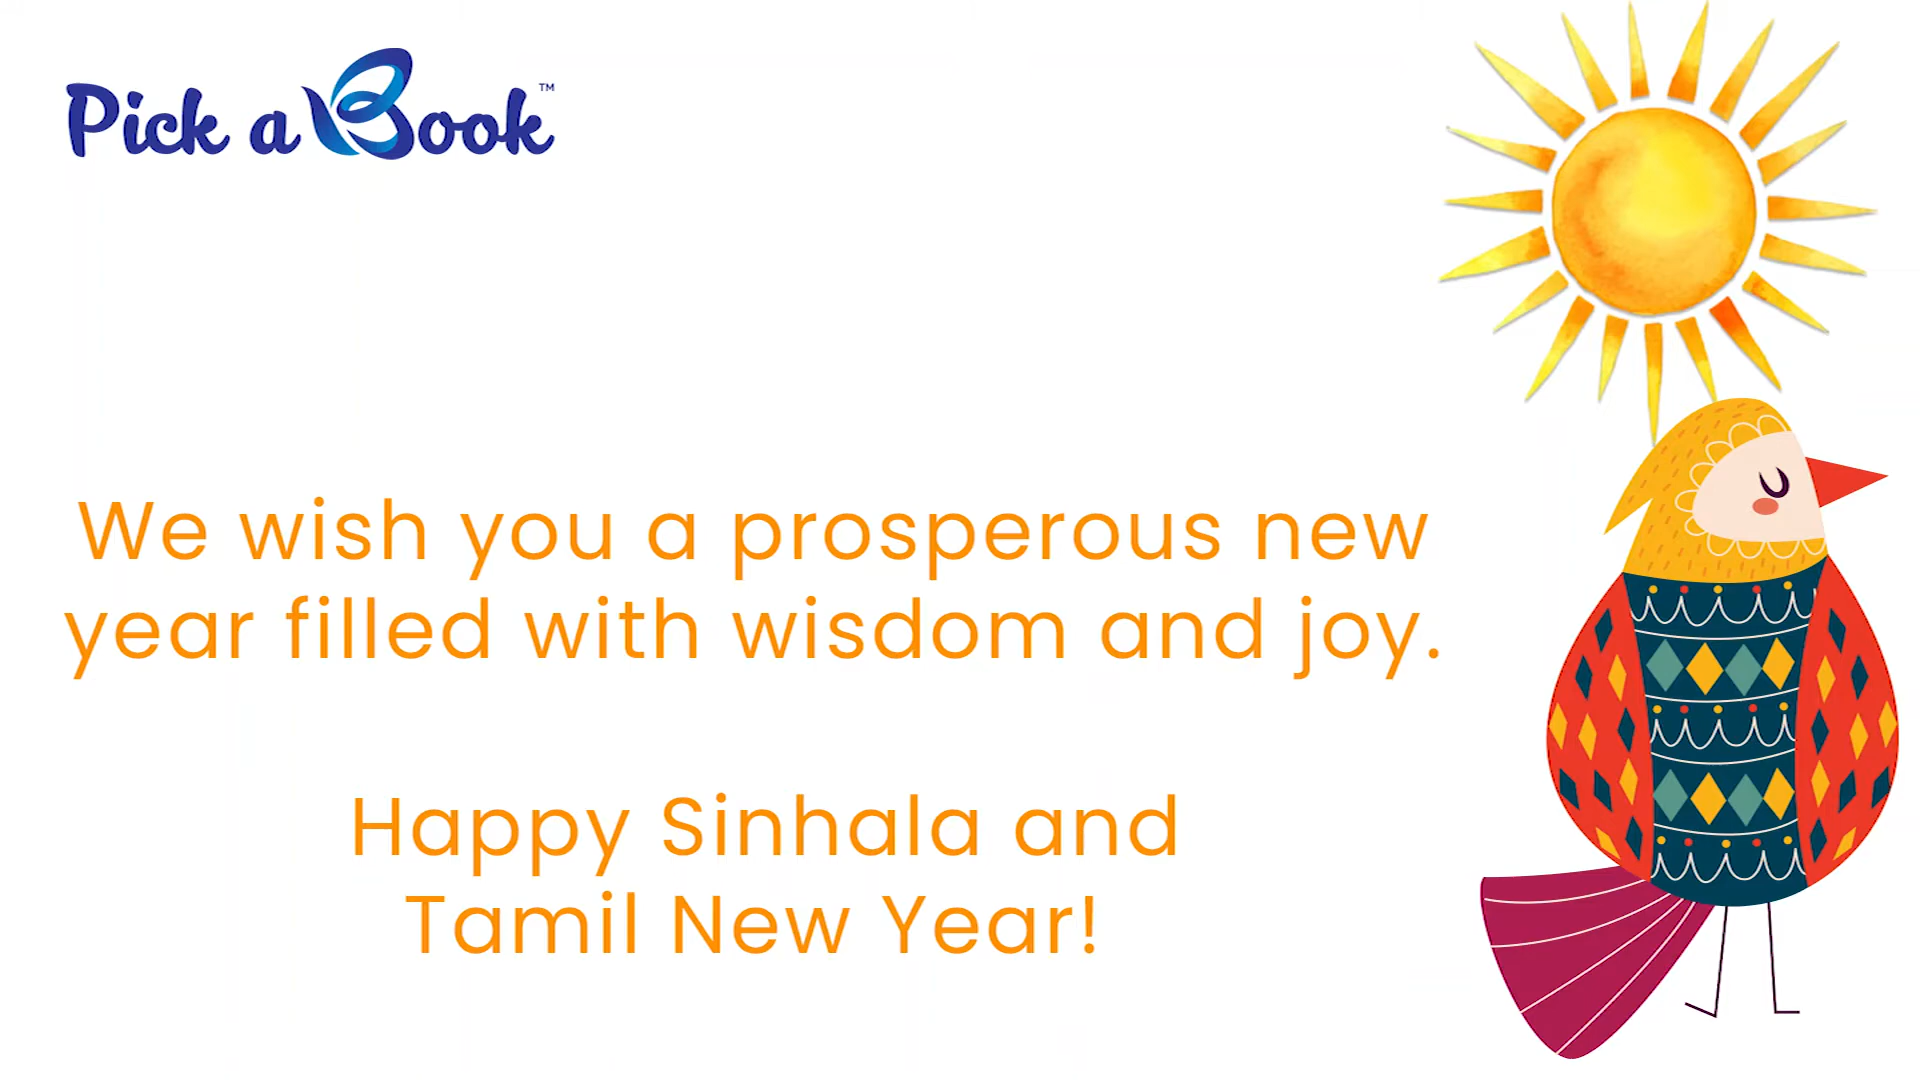 Pick a Book™
We wish you a prosperous new
year filled with wisdom and joy.
Happy Sinhala and
Tamil New Year!